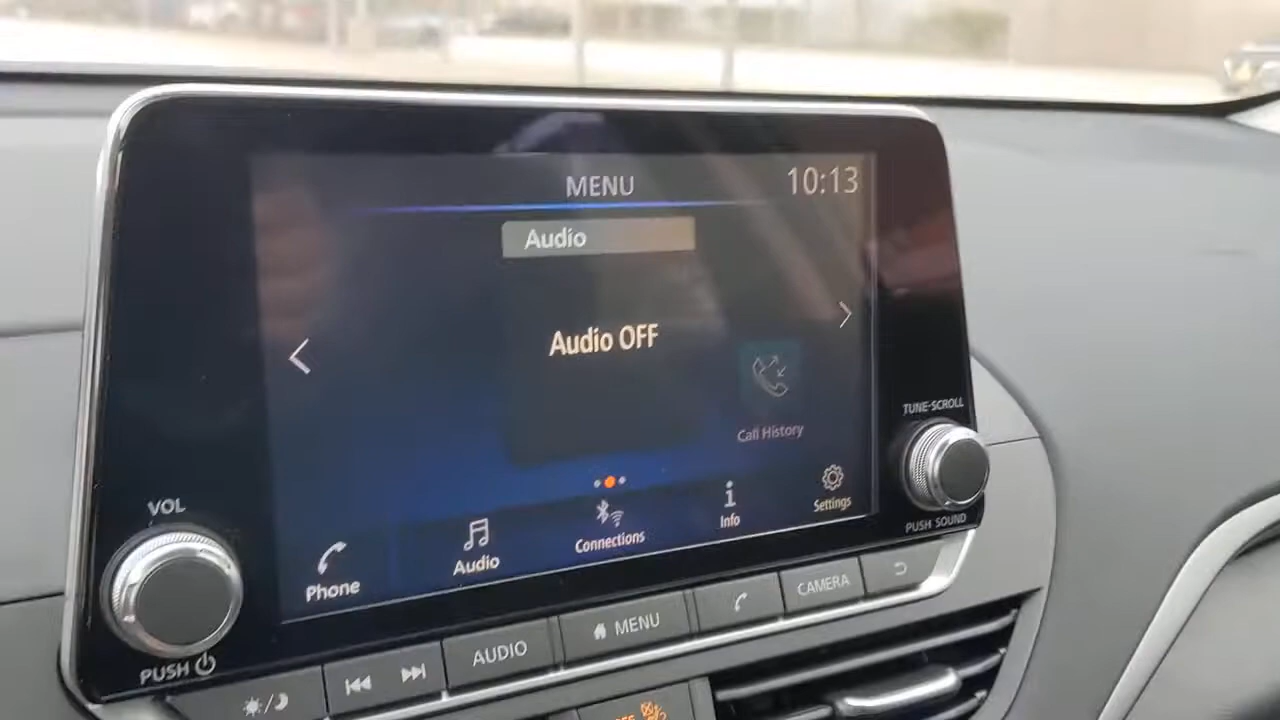 MENU
10:13
Audio
Audio OFF
Call History
Phone
Audio
Connections
Info
Settings
VOL
PUSH
TUNE-SCROLL
PUSH SOUND
AUDIO
MENU
CAMERA